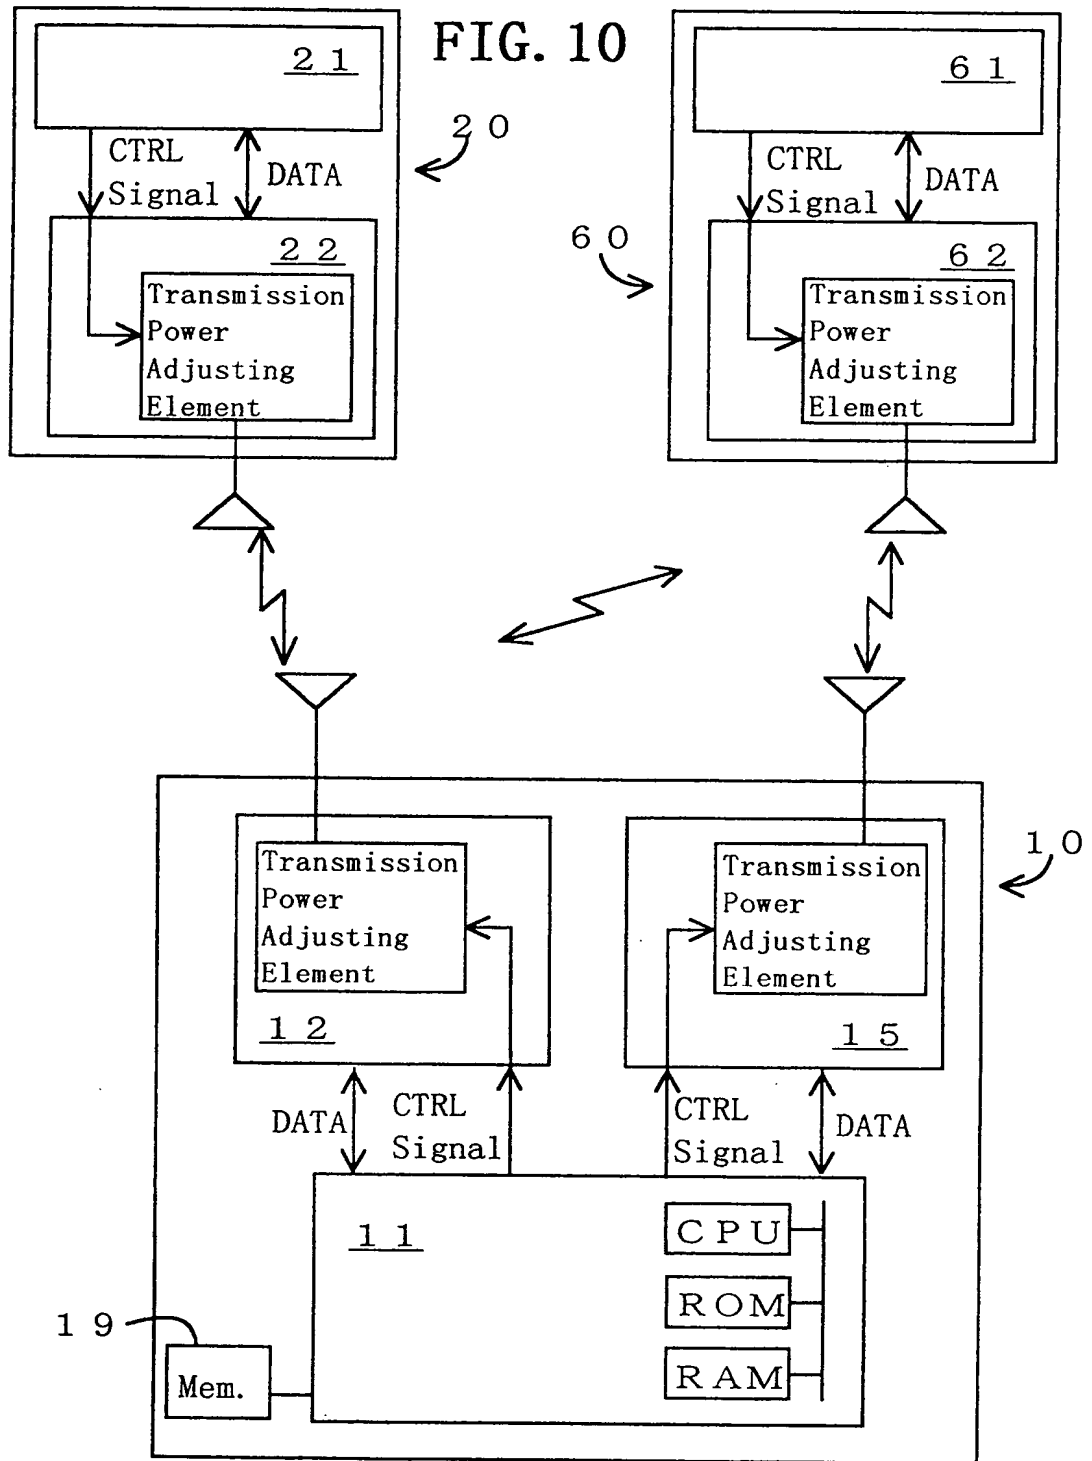 FIG. 10
21
20
CTRL
Signal
DATA
22
Transmission
Power
Adjusting
Element
61
CTRL
Signal
DATA
60
62
Transmission
Power
Adjusting
Element
10
Transmission
Power
Adjusting
Element
12
Transmission
Power
Adjusting
Element
15
DATA
CTRL
Signal
CTRL
Signal
DATA
11
CPU
ROM
RAM
19
Mem.